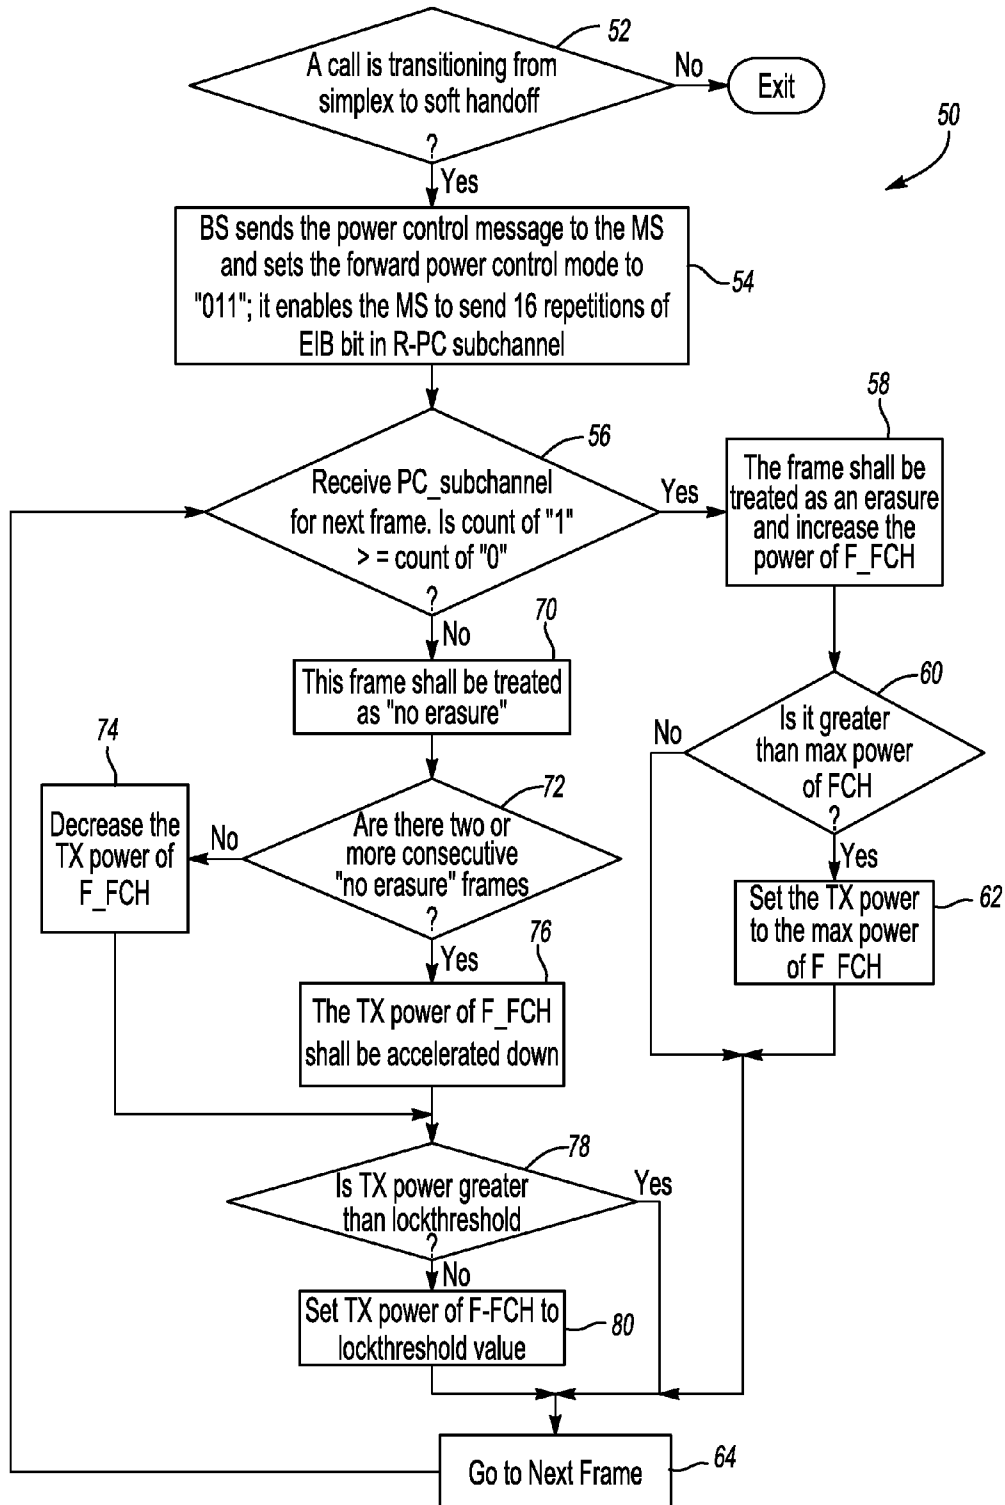 52
A call is transitioning from
simplex to soft handoff
?
No
Exit
50
Yes
BS sends the power control message to the MS
and sets the forward power control mode to
"011"; it enables the MS to send 16 repetitions of
EIB bit in R-PC subchannel
54
56
Receive PC_subchannel
for next frame. Is count of "1"
> = count of "0"
?
Yes
58
The frame shall be
treated as an erasure
and increase the
power of F_FCH
No
70
This frame shall be treated
as "no erasure"
60
Is it greater
than max power
of FCH
?
No
Yes
62
Set the TX power
to the max power
of F_FCH
72
Are there two or
more consecutive
"no erasure" frames
?
No
74
Decrease the
TX power of
F_FCH
Yes
76
The TX power of F_FCH
shall be accelerated down
78
Is TX power greater
than lockthreshold
?
Yes
No
Set TX power of F-FCH to
lockthreshold value
80
Go to Next Frame
64